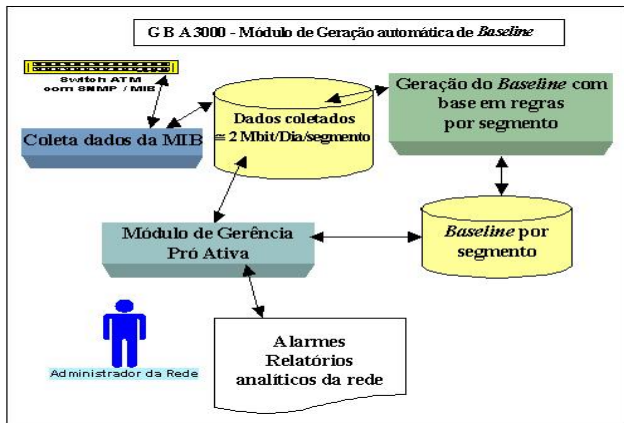 G B A 3000 - Módulo de Geração automática de Baseline
Switch ATM
com SNMP / MIB
Coleta dados da MIB
Dados coletados
≅ 2 Mbit/Dia/segmento
Geração do Baseline com
base em regras
por segmento
Módulo de Gerência
Pró Ativa
Baseline por
segmento
Administrador da Rede
Alarmes
Relatórios
analíticos da rede